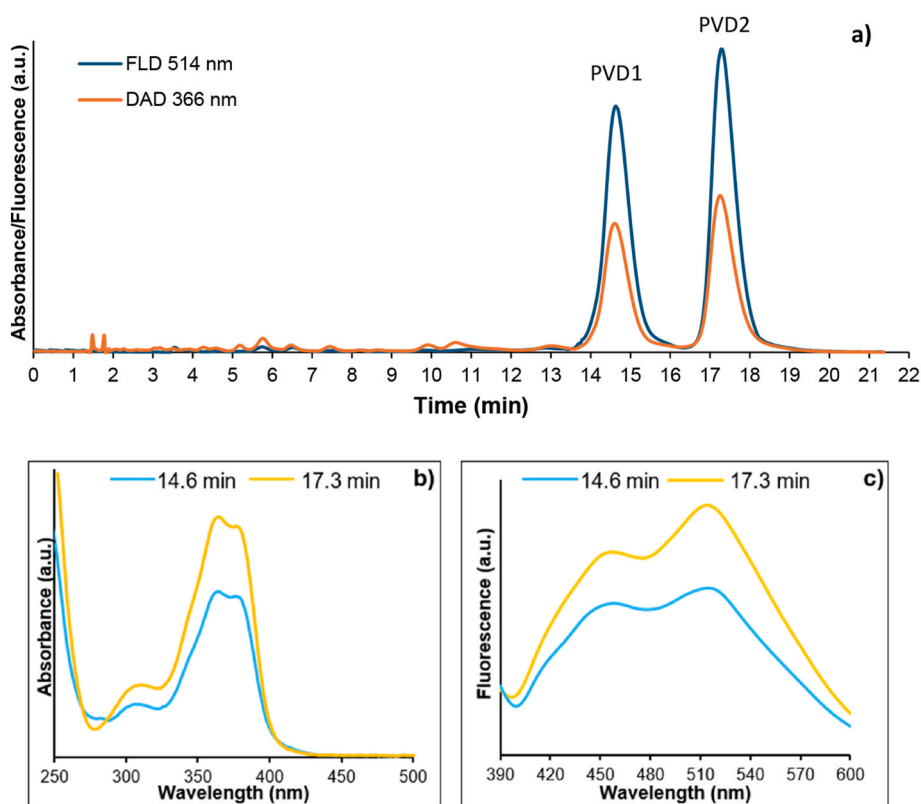 a)
PVD2
PVD1
FLD 514 nm
DAD 366 nm
Absorbance/Fluorescence (a.u.)
0 1 2 3 4 5 6 7 8 9 10 11 12 13 14 15 16 17 18 19 20 21 22
Time (min)
14.6 min 17.3 min b)
Absorbance (a.u.)
250 300 350 400 450 500
Wavelength (nm)
14.6 min 17.3 min c)
Fluorescence (a.u.)
390 420 450 480 510 540 570 600
Wavelength (nm)